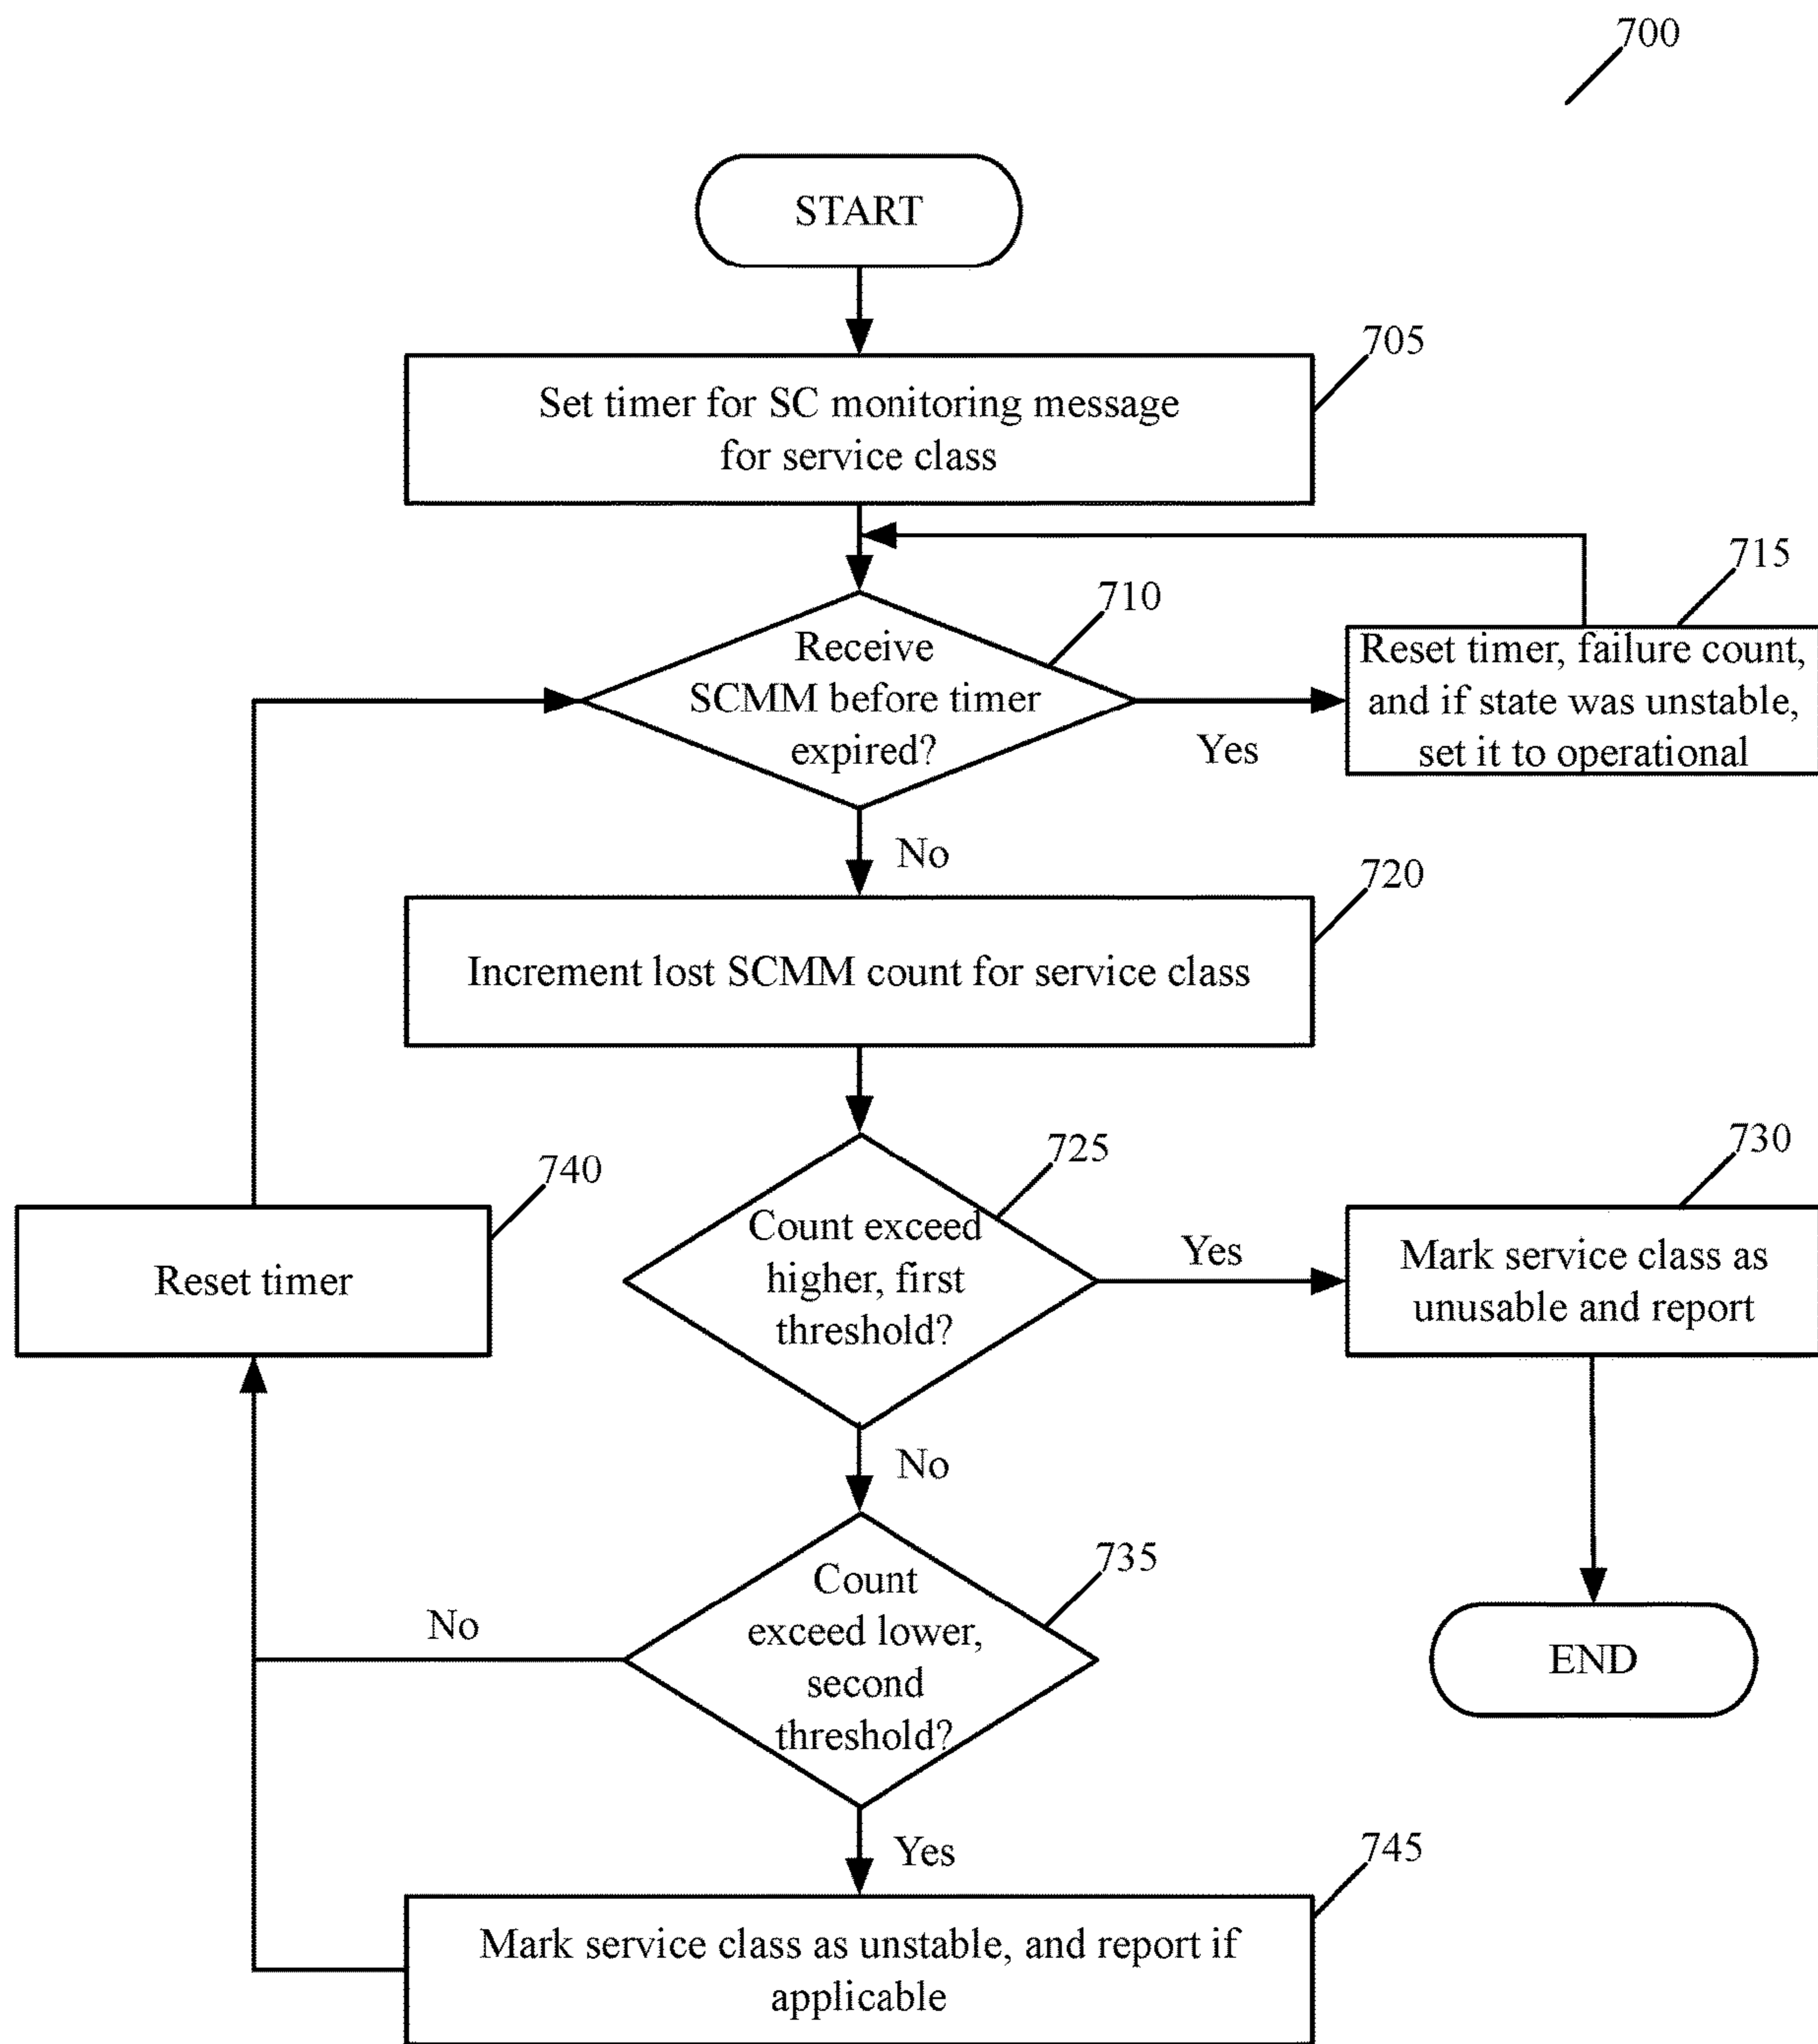 700
START
705
Set timer for SC monitoring message
for service class
715
710
Receive
SCMM before timer
expired?
Yes
Reset timer, failure count,
and if state was unstable,
set it to operational
No
720
Increment lost SCMM count for service class
725
730
740
Count exceed
higher, first
threshold?
Yes
Mark service class as
unusable and report
Reset timer
No
735
Count
exceed lower,
second
threshold?
No
END
Yes
745
Mark service class as unstable, and report if
applicable